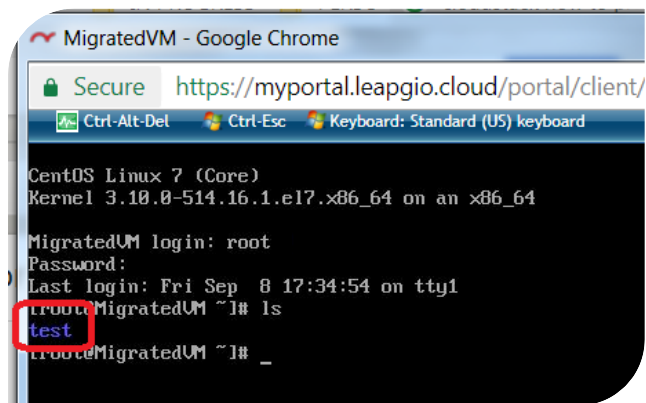 MigratedVM - Google Chrome
Secure https://myportal.leapgio.cloud/portal/client/
Ctrl-Alt-Del Ctrl-Esc Keyboard: Standard (US) keyboard
CentOS Linux 7 (Core)
Kernel 3.10.0-514.16.1.el7.x86_64 on an x86_64
MigratedVM login: root
Password:
Last login: Fri Sep  8 17:34:54 on tty1
[root@MigratedVM ~]# ls
test
[root@MigratedVM ~]# _